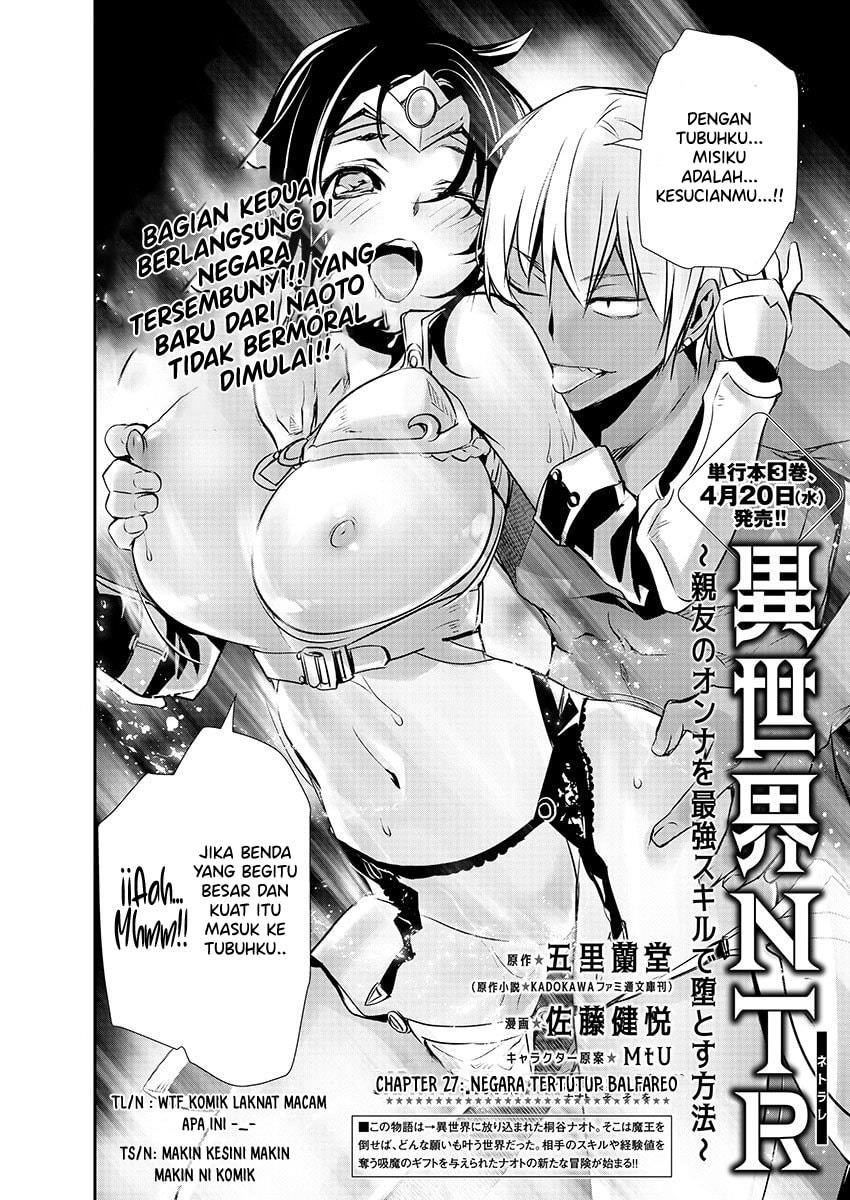 DENGAN
TUBUHKU...
MISIKU
ADALAH...
KESUCIANMU...!!
BAGIAN KEDUA
BERLANGSUNG DI
NEGARA
TERSEMBUNYI!! YANG
BARU DARI NAOTO
TIDAK BERMORAL
DIMULAI!!
単行本3巻、
4月20日(水)
発売!!
異世界NTR
ネトラレ
~親友のオンナを最強スキルで堕とす方法~
JIKA BENDA
YANG BEGITU
BESAR DAN
KUAT ITU
MASUK KE
TUBUHKU..
¡¡Aah...
Mhmm!!
原作★五里蘭堂
(原作小説★KADOKAWAファミ通文庫刊)
漫画★佐藤健悦
キャラクター原案★MtU
CHAPTER 27: NEGARA TERTUTUP BALFAREO
■この物語は→異世界に放り込まれた桐谷ナオト。そこは魔王を
倒せば、どんな願いも叶う世界だった。相手のスキルや経験値を
奪う吸魔のギフトを与えられたナオトの新たな冒険が始まる!!
TL/N : WTF KOMIK LAKNAT MACAM
APA INI -_-
TS/N: MAKIN KESINI MAKIN
MAKIN NI KOMIK